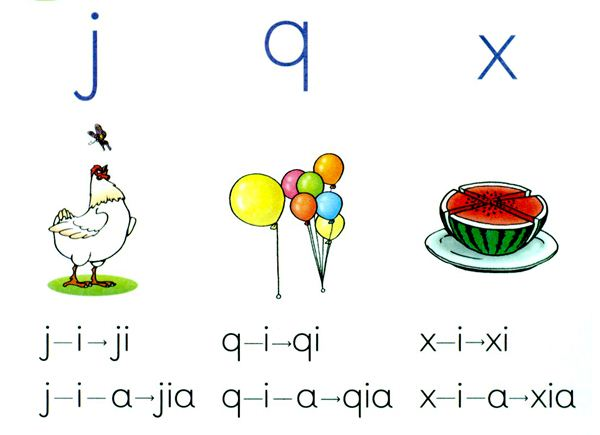 j q x
j—i→ji q—i→qi x—i→xi
j—i—a→jia q—i—a→qia x—i—a→xia